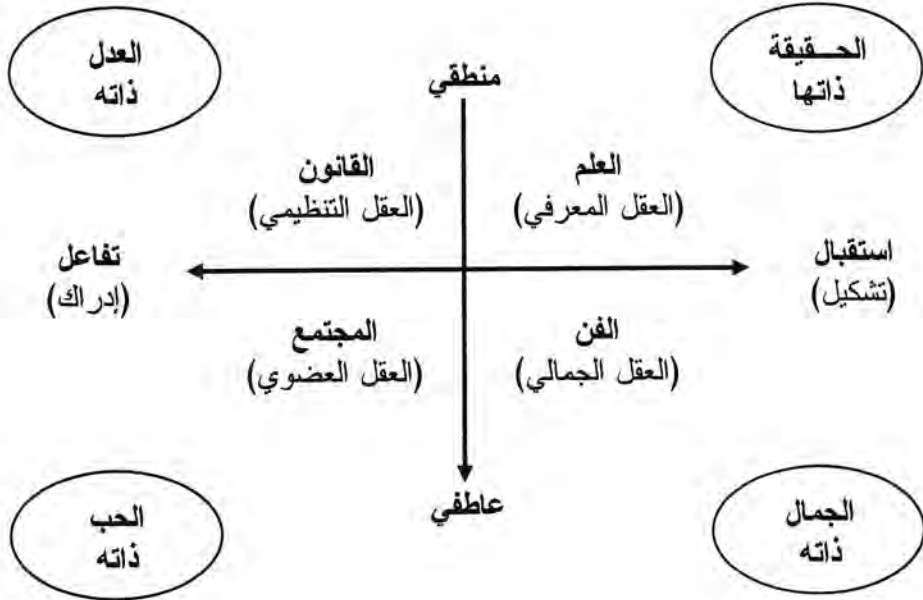 الحـــقيقة
ذاتها
العدل
ذاته
منطقي
العلم
(العقل المعرفي)
القانون
(العقل التنظيمي)
استقبال
(تشكيل)
تفاعل
(إدراك)
الفن
(العقل الجمالي)
المجتمع
(العقل العضوي)
عاطفي
الجمال
ذاته
الحب
ذاته